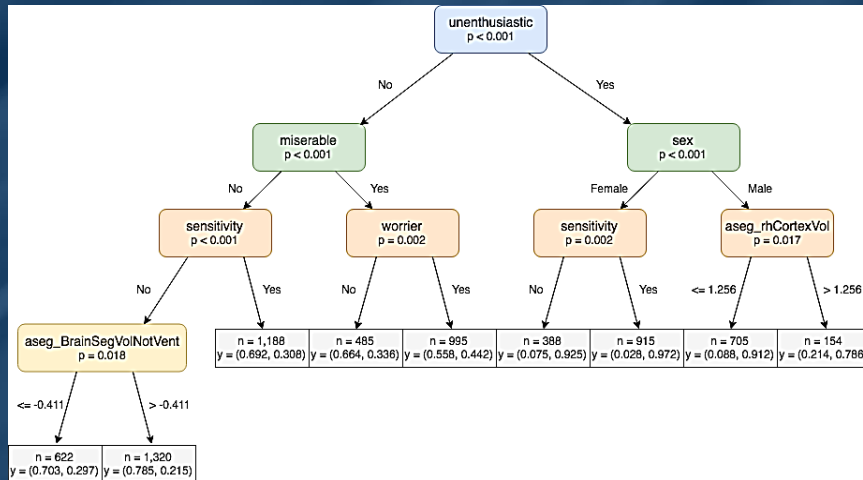 unenthusiastic
p < 0.001
No
Yes
miserable
p < 0.001
sex
p < 0.001
No
Yes
Female
Male
sensitivity
p < 0.001
worrier
p = 0.002
sensitivity
p = 0.002
aseg_rhCortexVol
p = 0.017
No
Yes
No
Yes
No
Yes
<= 1.256
> 1.256
aseg_BrainSegVolNotVent
p = 0.018
n = 1,188
y = (0.692, 0.308)
n = 485
y = (0.664, 0.336)
n = 995
y = (0.558, 0.442)
n = 388
y = (0.075, 0.925)
n = 915
y = (0.028, 0.972)
n = 705
y = (0.088, 0.912)
n = 154
y = (0.214, 0.786
<= -0.411
> -0.411
n = 622
y = (0.703, 0.297)
n = 1,320
y = (0.785, 0.215)